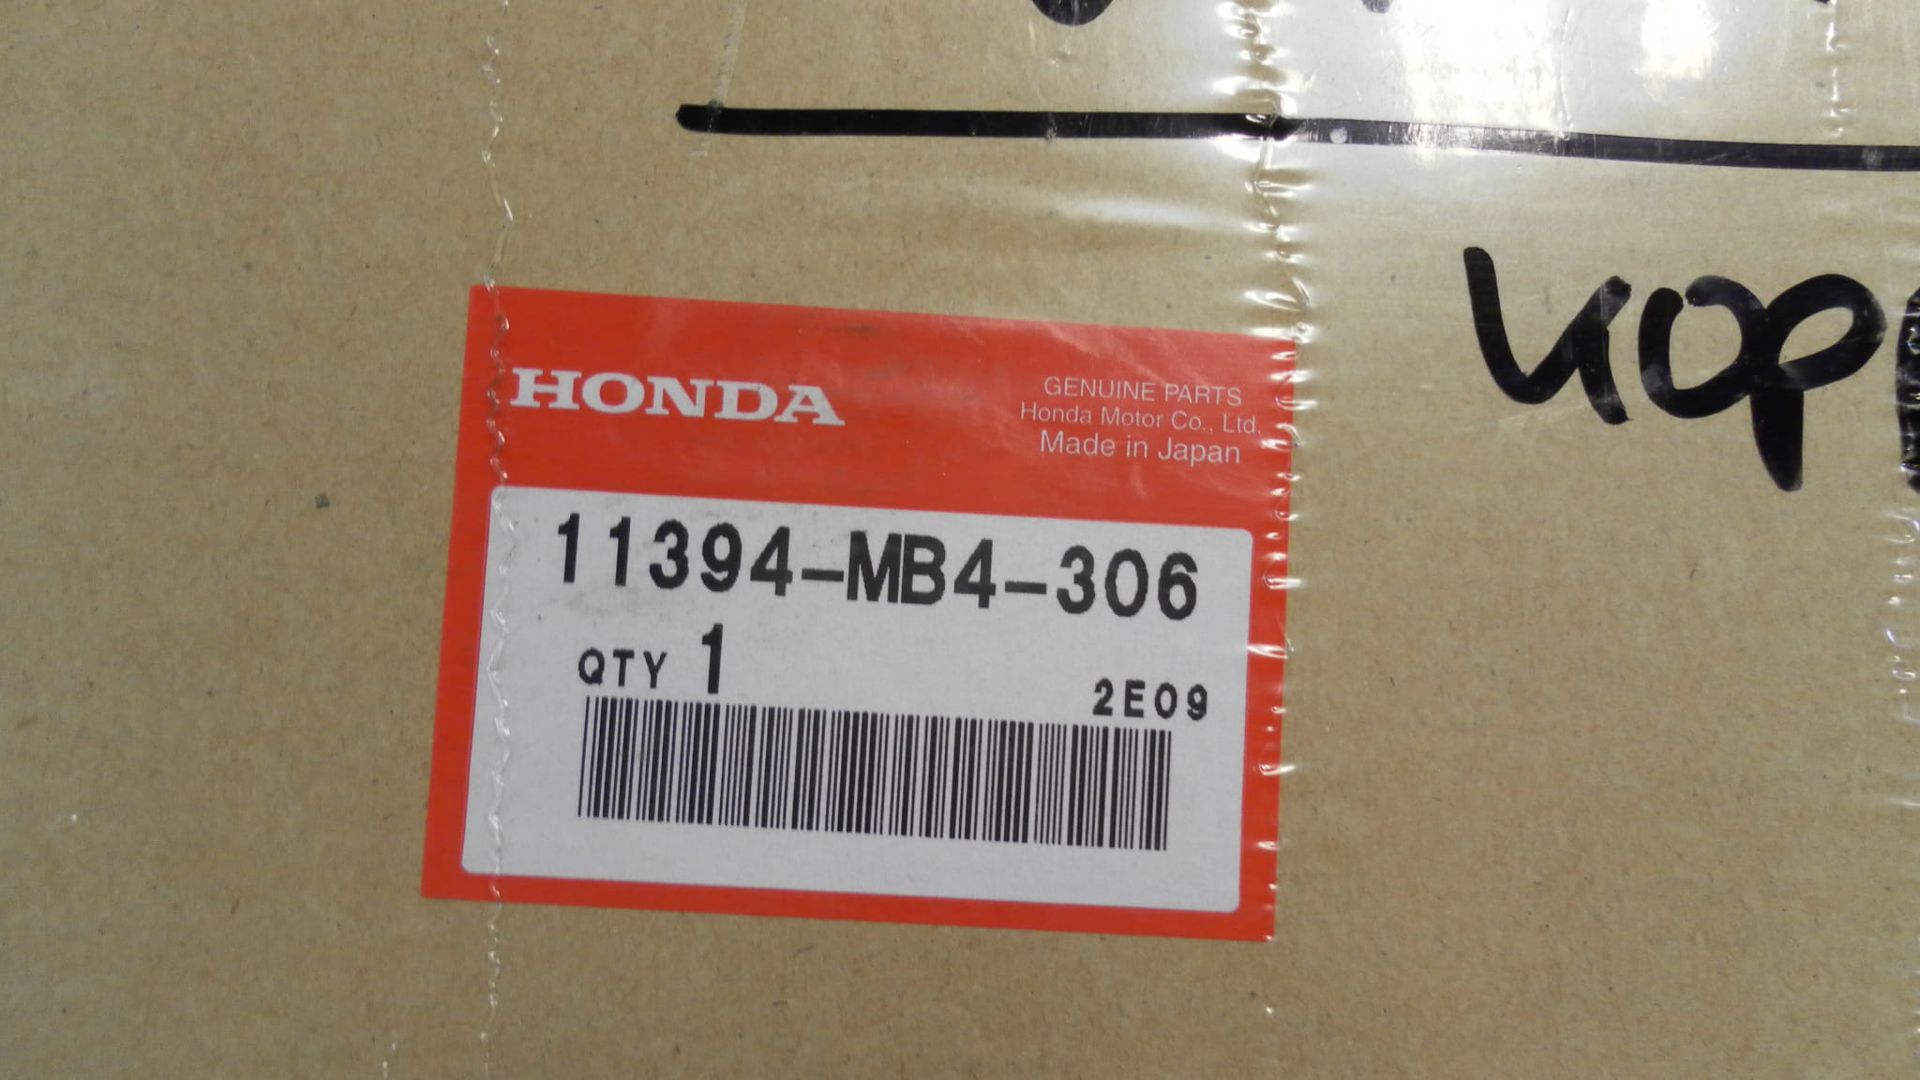 HONDA
GENUINE PARTS
Honda Motor Co., Ltd.
Made in Japan
11394-MB4-306
QTY 1
2E09